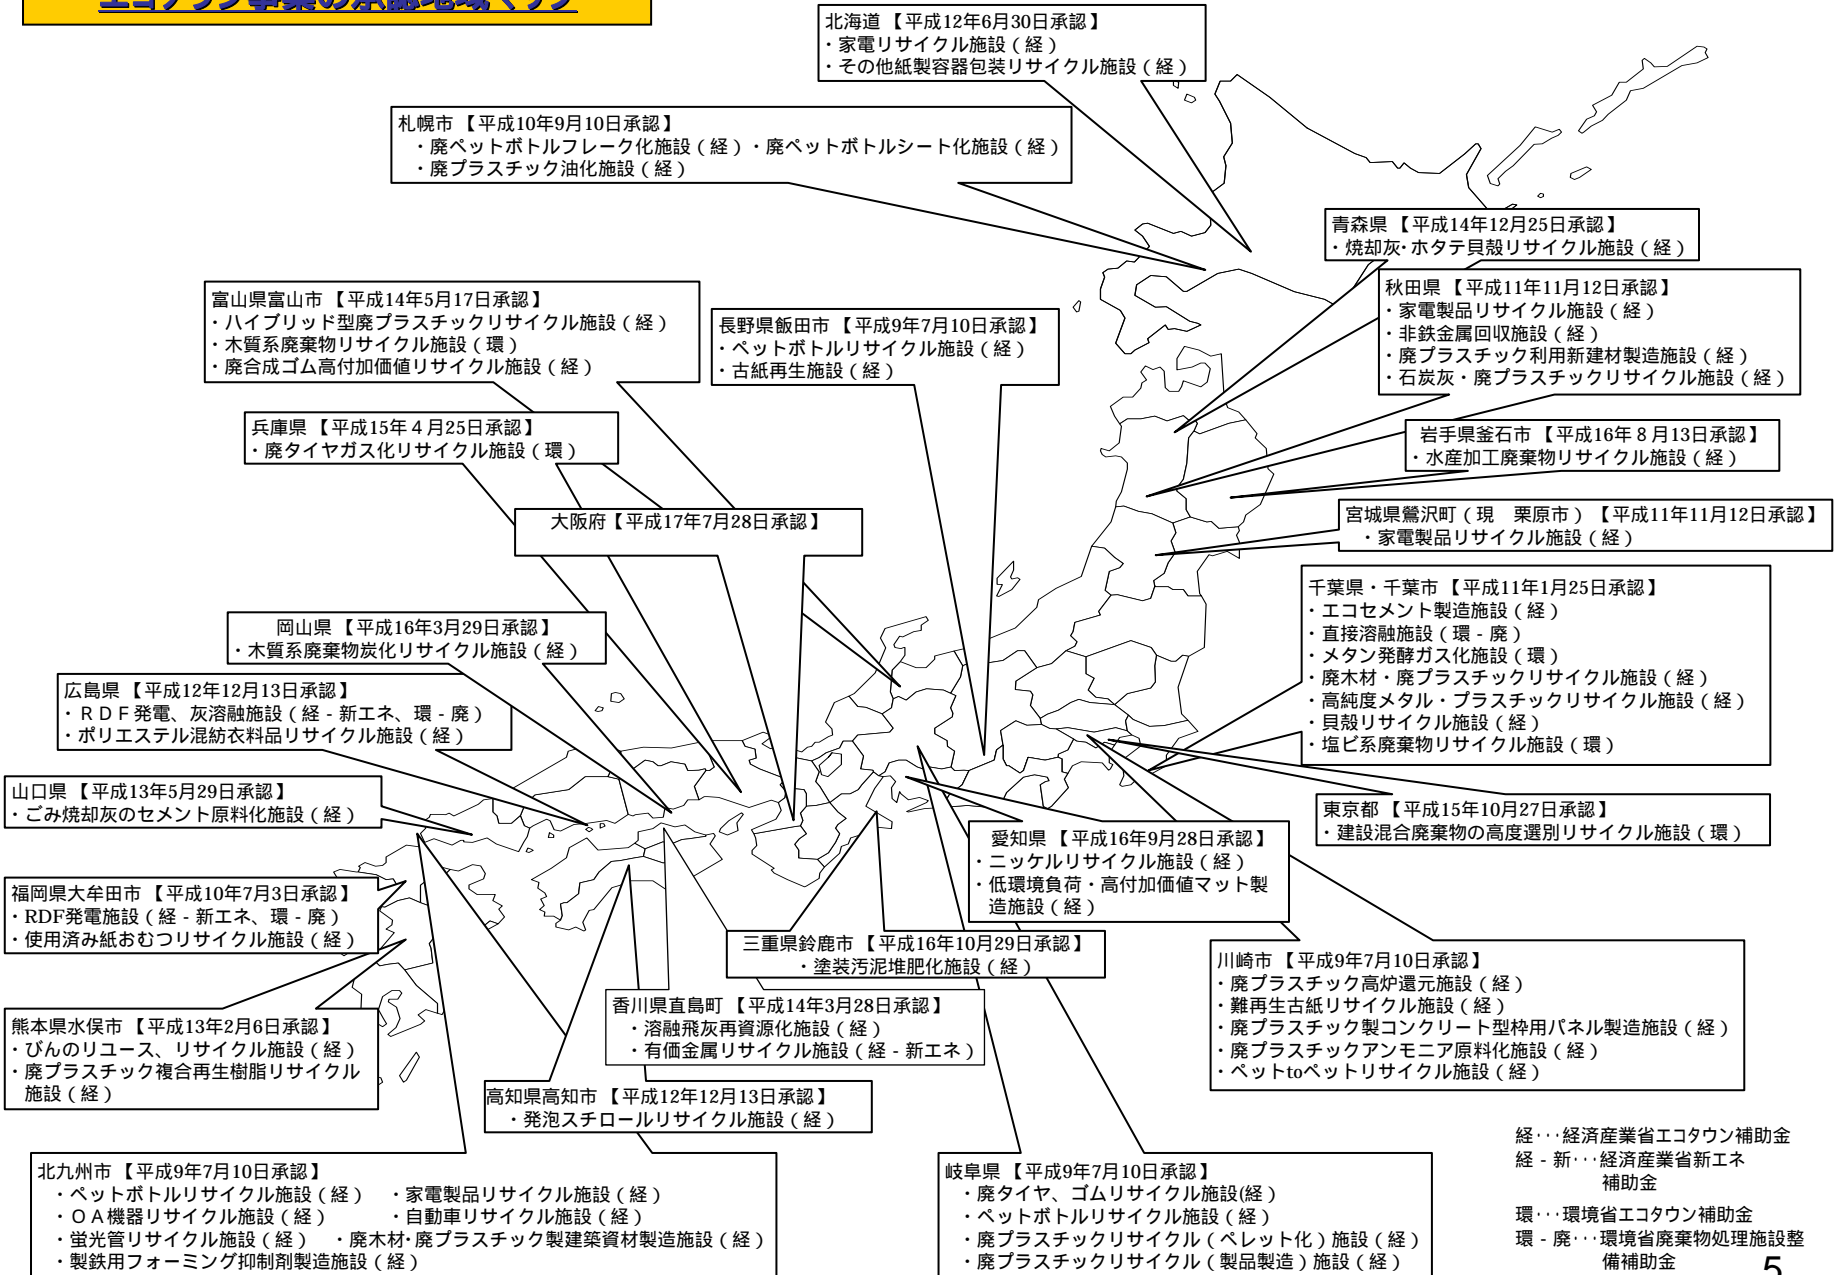 エコタウン事業の承認地域マップ
北海道【平成12年6月30日承認】
・家電リサイクル施設(経)
・その他紙製容器包装リサイクル施設(経)
札幌市【平成10年9月10日承認】
・廃ペットボトルフレーク化施設(経)・廃ペットボトルシート化施設(経)
・廃プラスチック油化施設(経)
青森県【平成14年12月25日承認】
・焼却灰・ホタテ貝殻リサイクル施設(経)
秋田県【平成11年11月12日承認】
・家電製品リサイクル施設(経)
・非鉄金属回収施設(経)
・廃プラスチック利用新建材製造施設(経)
・石炭灰・廃プラスチックリサイクル施設(経)
富山県富山市【平成14年5月17日承認】
・ハイブリッド型廃プラスチックリサイクル施設(経)
・木質系廃棄物リサイクル施設(環)
・廃合成ゴム高付加価値リサイクル施設(経)
長野県飯田市【平成9年7月10日承認】
・ペットボトルリサイクル施設(経)
・古紙再生施設(経)
兵庫県【平成15年4月25日承認】
・廃タイヤガス化リサイクル施設(環)
岩手県釜石市【平成16年8月13日承認】
・水産加工廃棄物リサイクル施設(経)
大阪府【平成17年7月28日承認】
宮城県鶯沢町(現 栗原市)【平成11年11月12日承認】
・家電製品リサイクル施設(経)
千葉県・千葉市【平成11年1月25日承認】
・エコセメント製造施設(経)
・直接溶融施設(環-廃)
・メタン発酵ガス化施設(環)
・廃木材・廃プラスチックリサイクル施設(経)
・高純度メタル・プラスチックリサイクル施設(経)
・貝殻リサイクル施設(経)
・塩ビ系廃棄物リサイクル施設(環)
岡山県【平成16年3月29日承認】
・木質系廃棄物炭化リサイクル施設(経)
広島県【平成12年12月13日承認】
・RDF発電、灰溶融施設(経-新エネ、環-廃)
・ポリエステル混紡衣料品リサイクル施設(経)
山口県【平成13年5月29日承認】
・ごみ焼却灰のセメント原料化施設(経)
東京都【平成15年10月27日承認】
・建設混合廃棄物の高度選別リサイクル施設(環)
愛知県【平成16年9月28日承認】
・ニッケルリサイクル施設(経)
・低環境負荷・高付加価値マット製
造施設(経)
福岡県大牟田市【平成10年7月3日承認】
・RDF発電施設(経-新エネ、環-廃)
・使用済み紙おむつリサイクル施設(経)
三重県鈴鹿市【平成16年10月29日承認】
・塗装汚泥堆肥化施設(経)
川崎市【平成9年7月10日承認】
・廃プラスチック高炉還元施設(経)
・難再生古紙リサイクル施設(経)
・廃プラスチック製コンクリート型枠用パネル製造施設(経)
・廃プラスチックアンモニア原料化施設(経)
・ペットtoペットリサイクル施設(経)
香川県直島町【平成14年3月28日承認】
・溶融飛灰再資源化施設(経)
・有価金属リサイクル施設(経-新エネ)
熊本県水俣市【平成13年2月6日承認】
・びんのリユース、リサイクル施設(経)
・廃プラスチック複合再生樹脂リサイクル
施設(経)
高知県高知市【平成12年12月13日承認】
・発泡スチロールリサイクル施設(経)
北九州市【平成9年7月10日承認】
・ペットボトルリサイクル施設(経) ・家電製品リサイクル施設(経)
・OA機器リサイクル施設(経) ・自動車リサイクル施設(経)
・蛍光管リサイクル施設(経) ・廃木材・廃プラスチック製建築資材製造施設(経)
・製鉄用フォーミング抑制剤製造施設(経)
岐阜県【平成9年7月10日承認】
・廃タイヤ、ゴムリサイクル施設(経)
・ペットボトルリサイクル施設(経)
・廃プラスチックリサイクル(ペレット化)施設(経)
・廃プラスチックリサイクル(製品製造)施設(経)
経・・・経済産業省エコタウン補助金
経-新・・・経済産業省新エネ
補助金
環・・・環境省エコタウン補助金
環-廃・・・環境省廃棄物処理施設整
備補助金
5